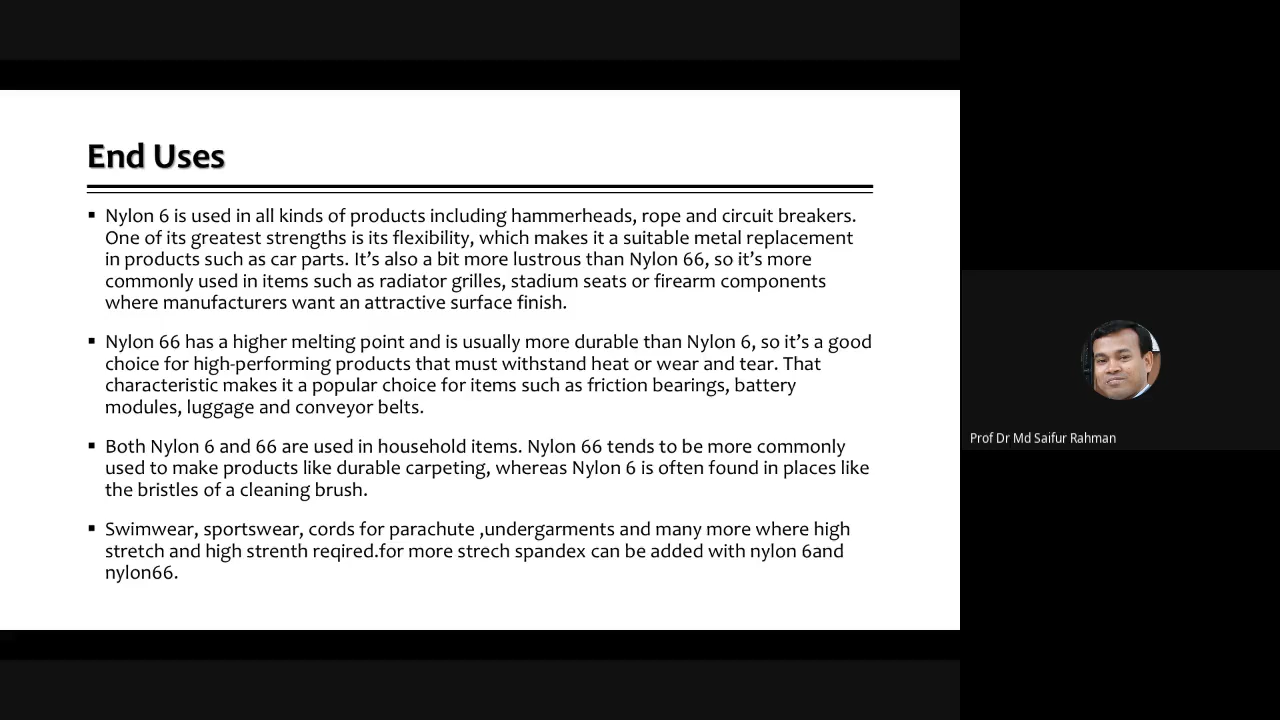 End Uses
▪ Nylon 6 is used in all kinds of products including hammerheads, rope and circuit breakers.
One of its greatest strengths is its flexibility, which makes it a suitable metal replacement
in products such as car parts. It’s also a bit more lustrous than Nylon 66, so it’s more
commonly used in items such as radiator grilles, stadium seats or firearm components
where manufacturers want an attractive surface finish.
▪ Nylon 66 has a higher melting point and is usually more durable than Nylon 6, so it’s a good
choice for high-performing products that must withstand heat or wear and tear. That
characteristic makes it a popular choice for items such as friction bearings, battery
modules, luggage and conveyor belts.
▪ Both Nylon 6 and 66 are used in household items. Nylon 66 tends to be more commonly
used to make products like durable carpeting, whereas Nylon 6 is often found in places like
the bristles of a cleaning brush.
▪ Swimwear, sportswear, cords for parachute ,undergarments and many more where high
stretch and high strenth reqired.for more strech spandex can be added with nylon 6and
nylon66.
Prof Dr Md Saifur Rahman